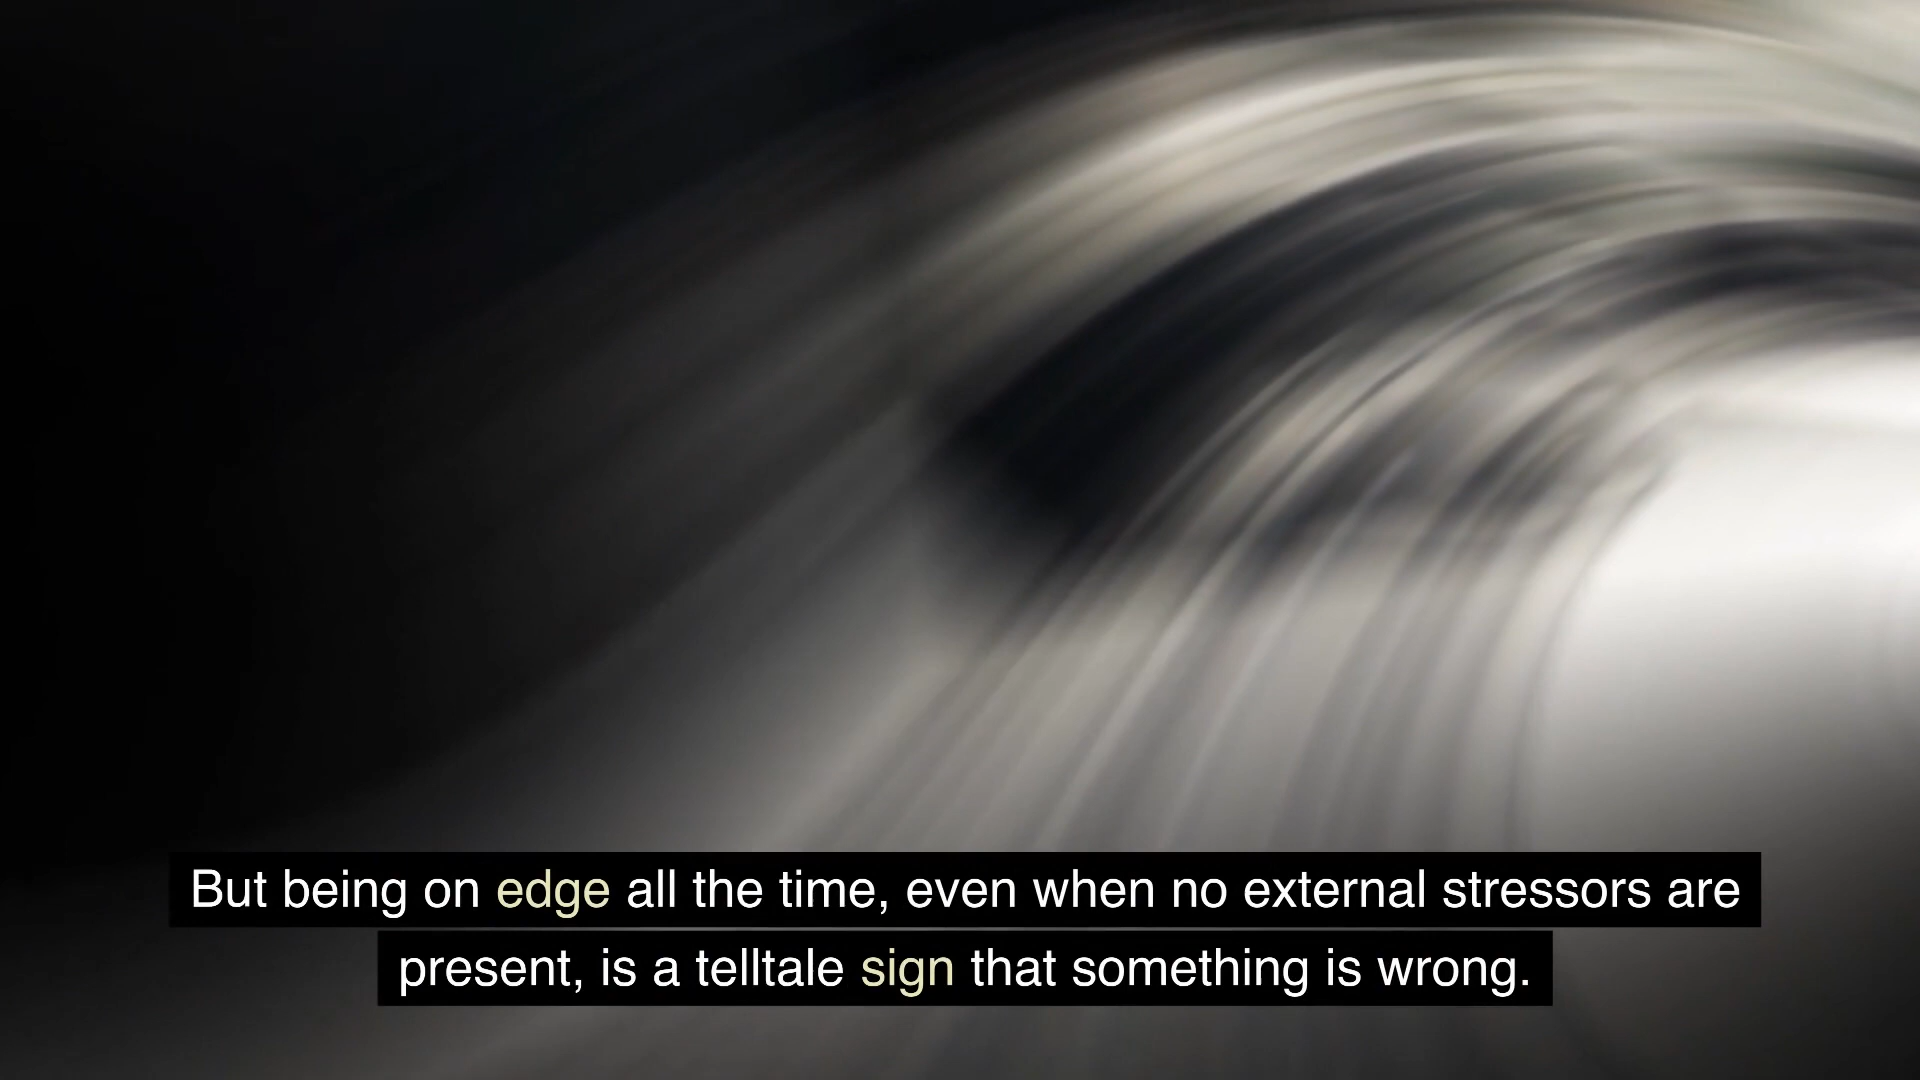 But being on edge all the time, even when no external stressors are
present, is a telltale sign that something is wrong.